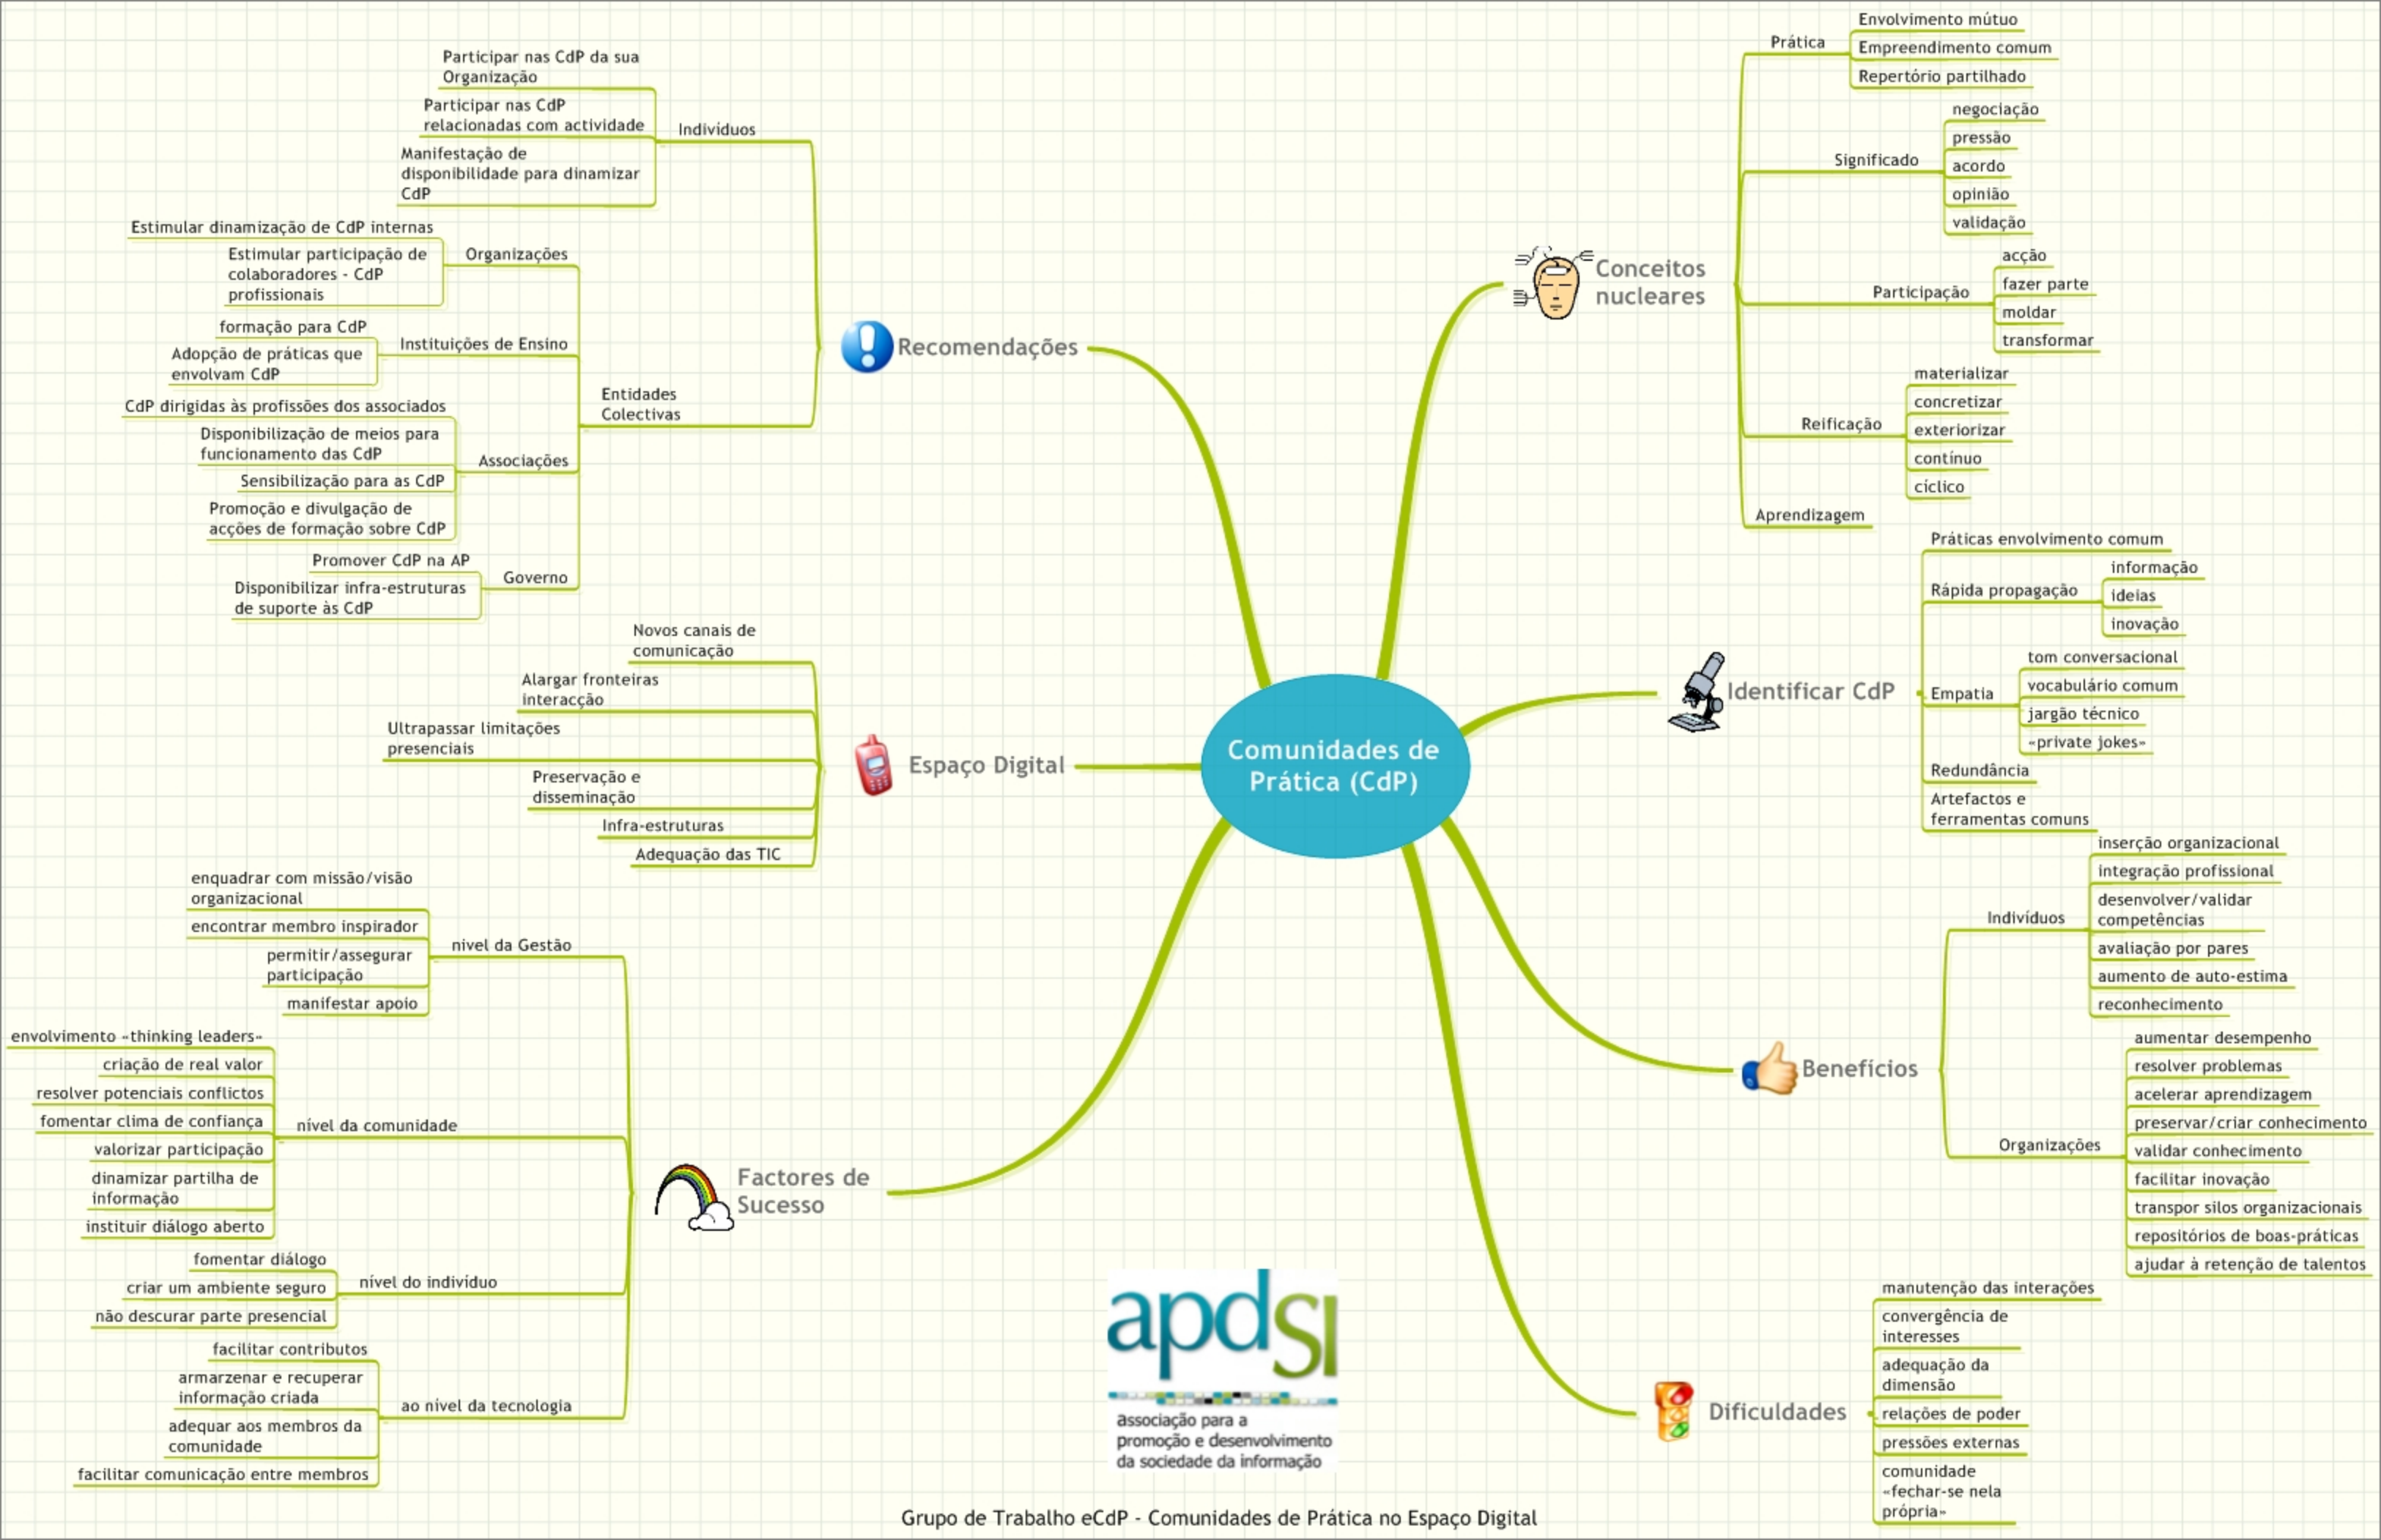 Comunidades de
Prática (CdP)
Conceitos
nucleares
Prática
Envolvimento mútuo
Empreendimento comum
Repertório partilhado
Significado
negociação
pressão
acordo
opinião
validação
Participação
acção
fazer parte
moldar
transformar
Reificação
materializar
concretizar
exteriorizar
contínuo
cíclico
Aprendizagem
Identificar CdP
Práticas envolvimento comum
Rápida propagação
informação
ideias
inovação
Empatia
tom conversacional
vocabulário comum
jargão técnico
«private jokes»
Redundância
Artefactos e
ferramentas comuns
Benefícios
Indivíduos
inserção organizacional
integração profissional
desenvolver/validar
competências
avaliação por pares
aumento de auto-estima
reconhecimento
Organizações
aumentar desempenho
resolver problemas
acelerar aprendizagem
preservar/criar conhecimento
validar conhecimento
facilitar inovação
transpor silos organizacionais
repositórios de boas-práticas
ajudar à retenção de talentos
Dificuldades
manutenção das interações
convergência de
interesses
adequação da
dimensão
relações de poder
pressões externas
comunidade
«fechar-se nela
própria»
Recomendações
Indivíduos
Participar nas CdP da sua
Organização
Participar nas CdP
relacionadas com actividade
Manifestação de
disponibilidade para dinamizar
CdP
Entidades
Colectivas
Organizações
Estimular dinamização de CdP internas
Estimular participação de
colaboradores - CdP
profissionais
Instituições de Ensino
formação para CdP
Adopção de práticas que
envolvam CdP
Associações
CdP dirigidas às profissões dos associados
Disponibilização de meios para
funcionamento das CdP
Sensibilização para as CdP
Promoção e divulgação de
acções de formação sobre CdP
Governo
Promover CdP na AP
Disponibilizar infra-estruturas
de suporte às CdP
Espaço Digital
Novos canais de
comunicação
Alargar fronteiras
interacção
Ultrapassar limitações
presenciais
Preservação e
disseminação
Infra-estruturas
Adequação das TIC
Factores de
Sucesso
nível da Gestão
enquadrar com missão/visão
organizacional
encontrar membro inspirador
permitir/assegurar
participação
manifestar apoio
nível da comunidade
envolvimento «thinking leaders»
criação de real valor
resolver potenciais conflictos
fomentar clima de confiança
valorizar participação
dinamizar partilha de
informação
instituir diálogo aberto
nível do indivíduo
fomentar diálogo
criar um ambiente seguro
não descurar parte presencial
ao nível da tecnologia
facilitar contributos
armarzenar e recuperar
informação criada
adequar aos membros da
comunidade
facilitar comunicação entre membros
apdSI
associação para a
promoção e desenvolvimento
da sociedade da informação
Grupo de Trabalho eCdP - Comunidades de Prática no Espaço Digital